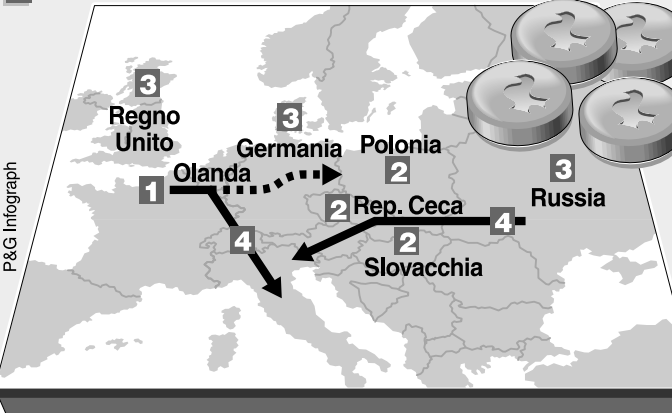 3
Regno
Unito
3
Germania
Polonia
2
Olanda
1
3
Russia
2 Rep. Ceca
4
4
2
Slovacchia
P&G Infograph